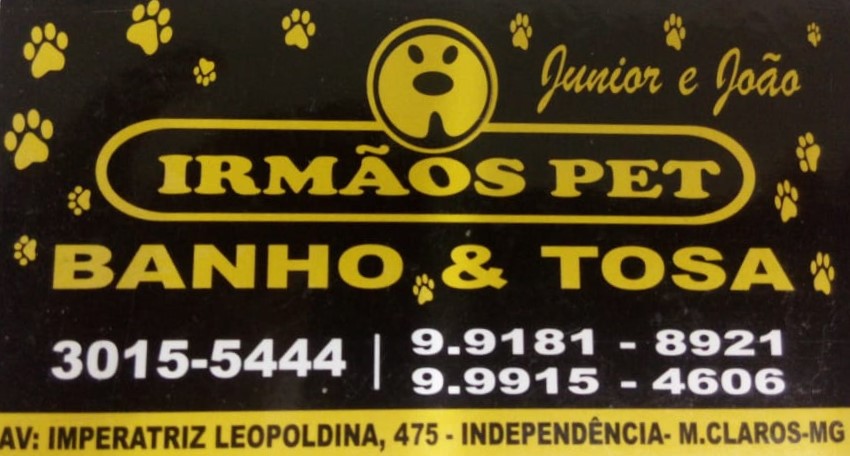 Junior e João
IRMÃOS PET
BANHO & TOSA
3015-5444 | 9.9181 - 8921
9.9915 - 4606
AV: IMPERATRIZ LEOPOLDINA, 475 - INDEPENDÊNCIA- M.CLAROS-MG